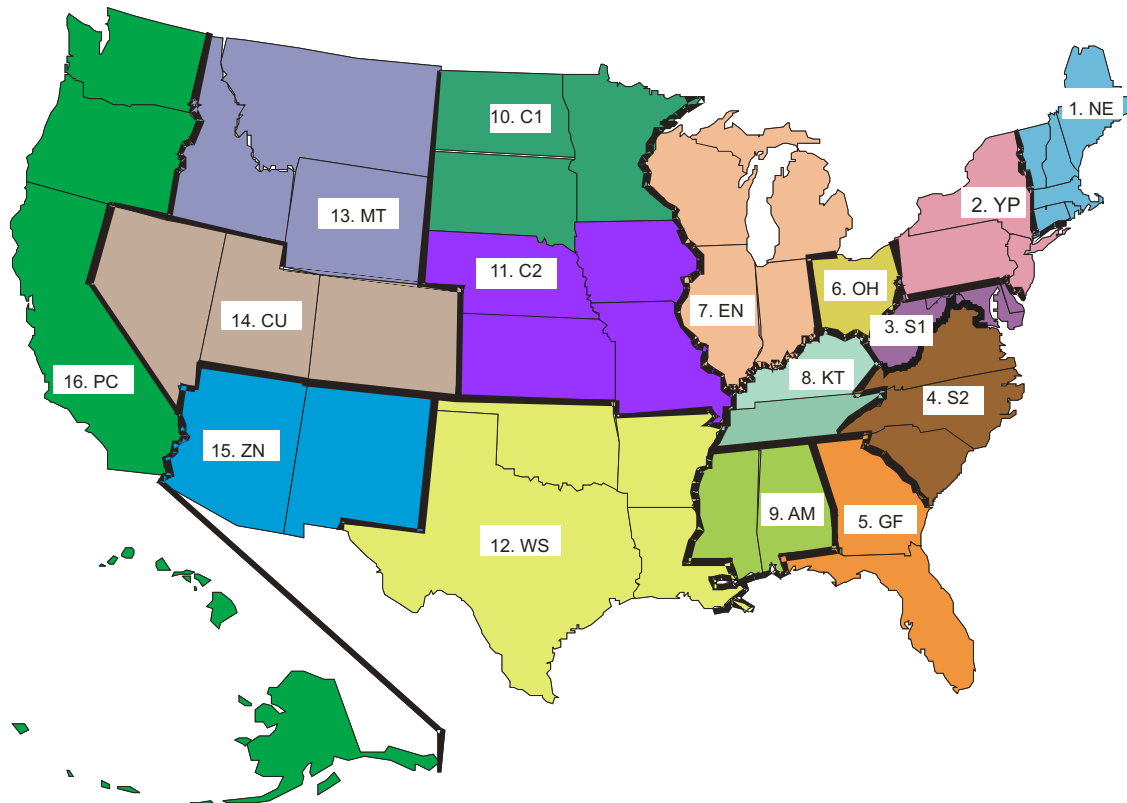 1. NE
2. YP
3. S1
4. S2
5. GF
6. OH
7. EN
8. KT
9. AM
10. C1
11. C2
12. WS
13. MT
14. CU
15. ZN
16. PC